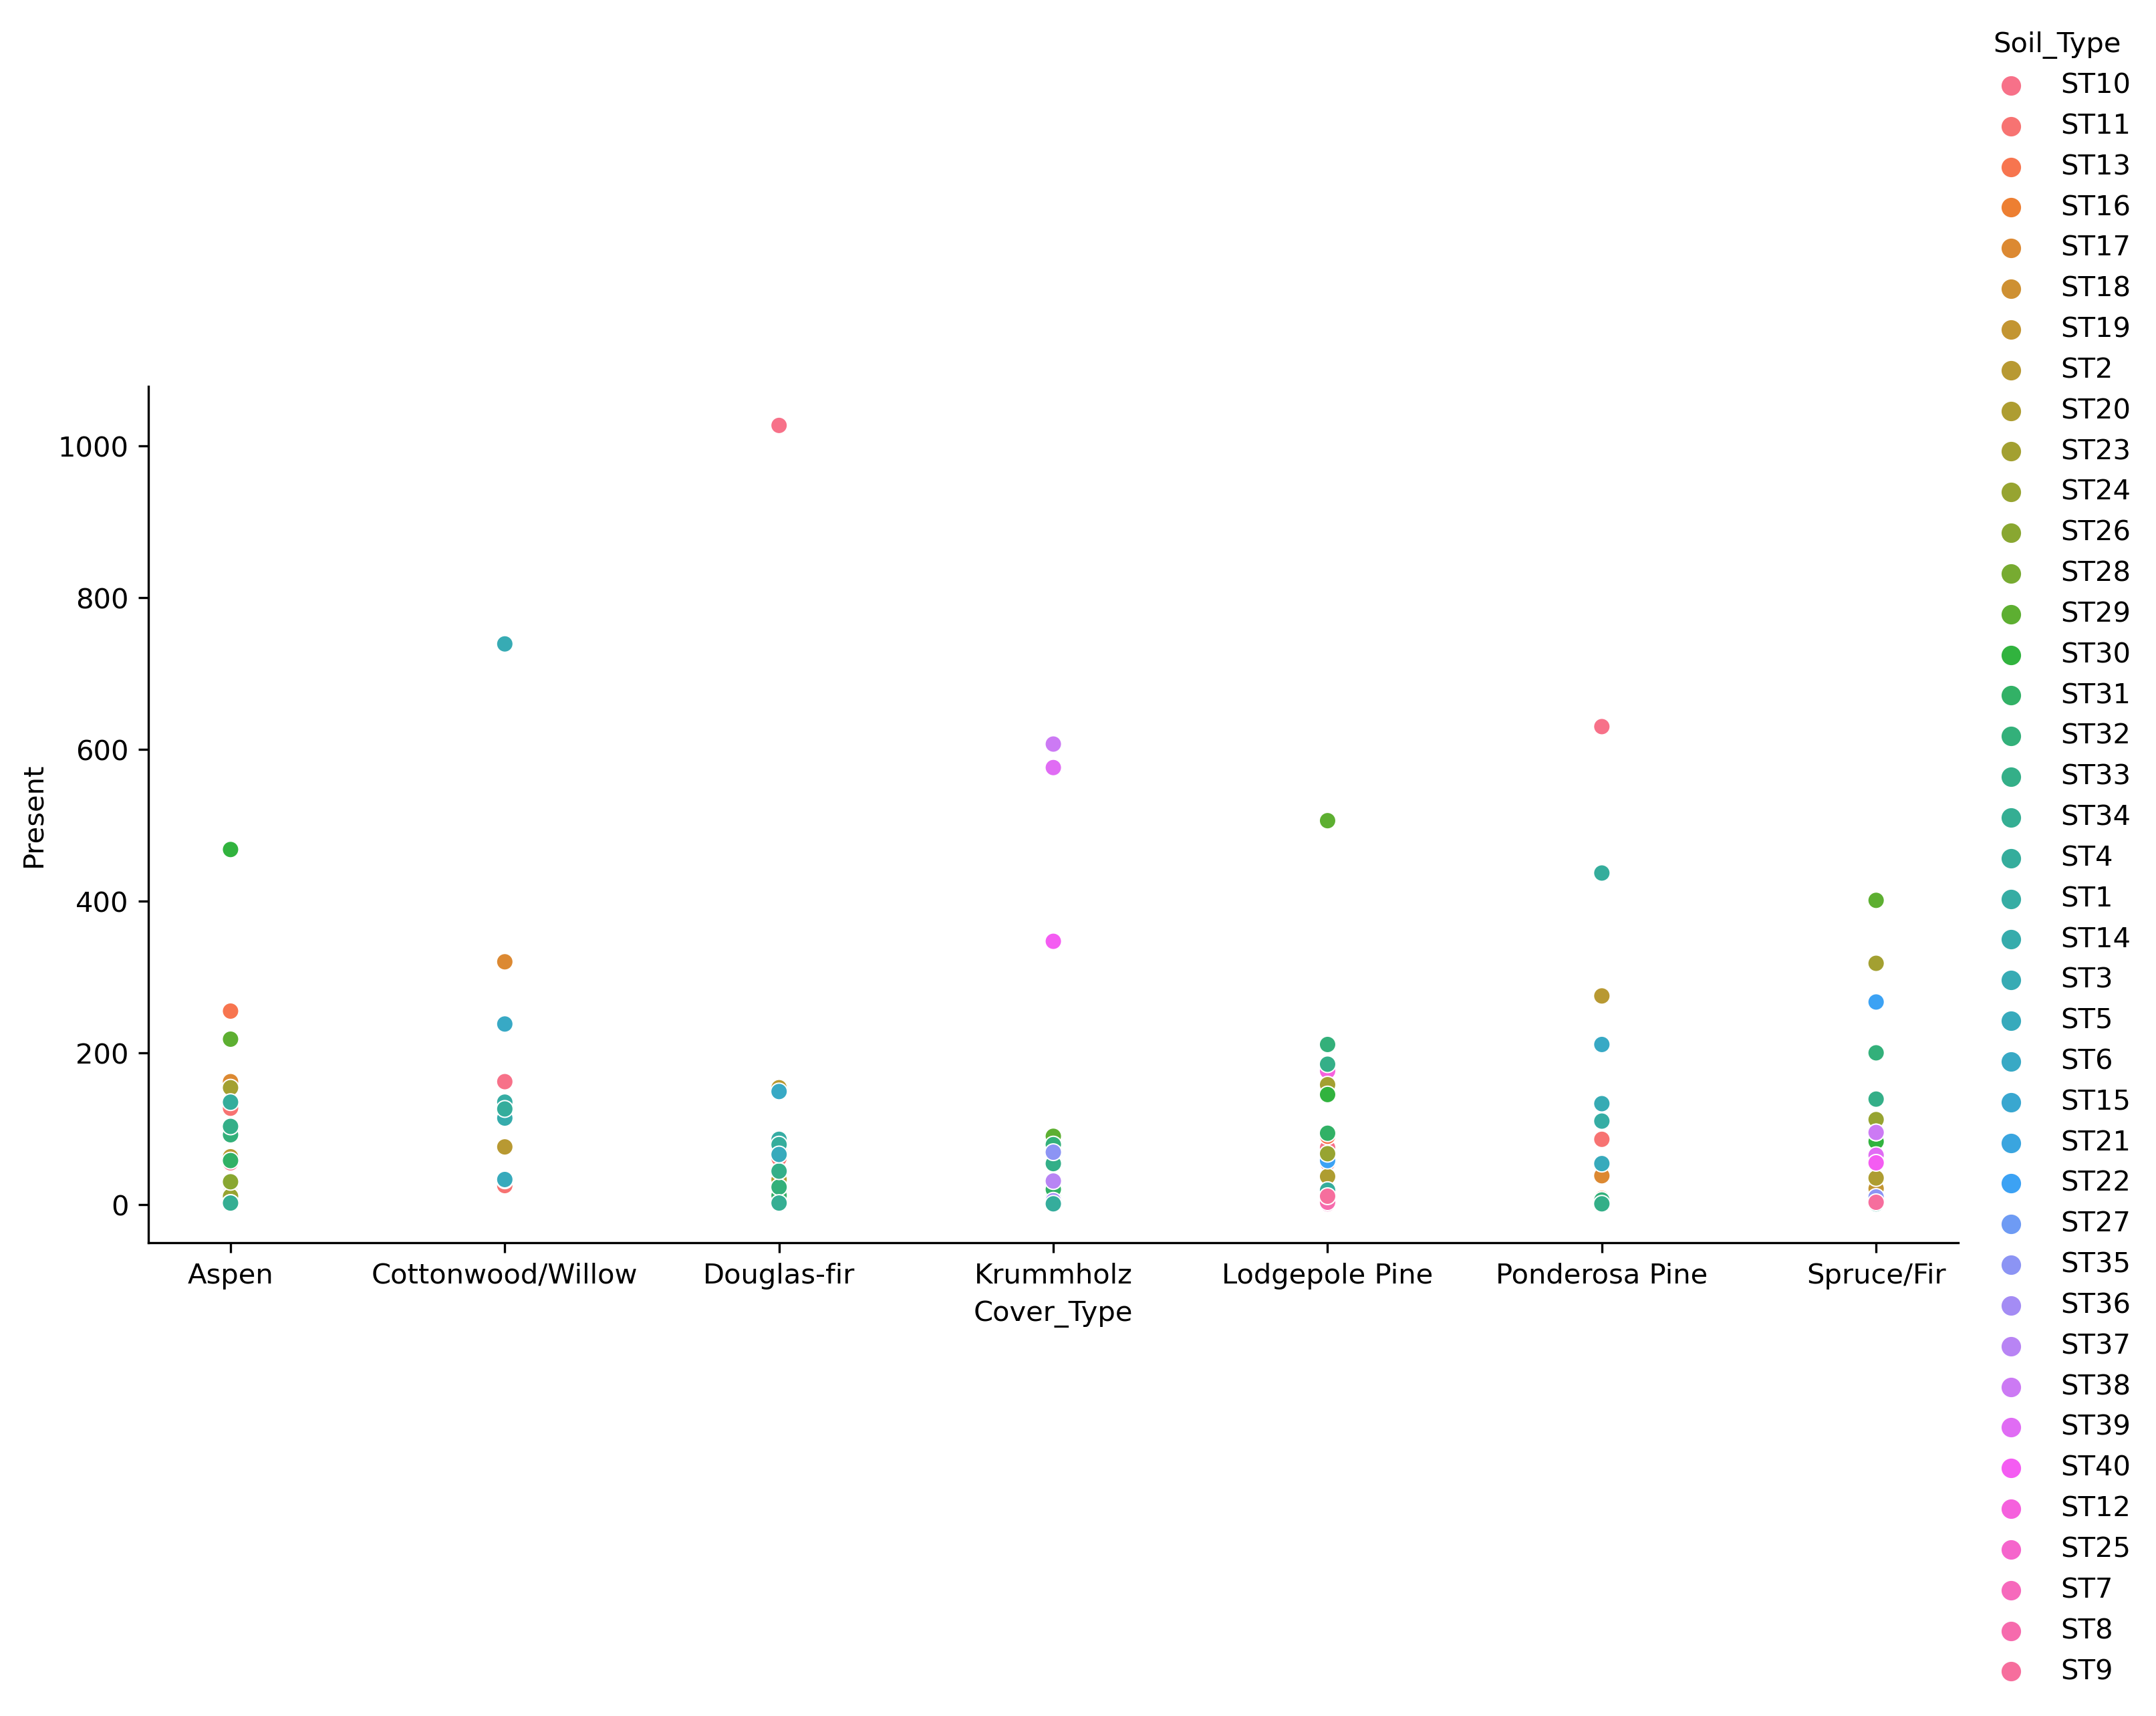 Soil_Type
ST10
ST11
ST13
ST16
ST17
ST18
ST19
ST2
ST20
ST23
ST24
ST26
ST28
ST29
ST30
ST31
ST32
ST33
ST34
ST4
ST1
ST14
ST3
ST5
ST6
ST15
ST21
ST22
ST27
ST35
ST36
ST37
ST38
ST39
ST40
ST12
ST25
ST7
ST8
ST9
1000
800
600
400
200
0
Present
Aspen Cottonwood/Willow Douglas-fir Krummholz Lodgepole Pine Ponderosa Pine Spruce/Fir
Cover_Type